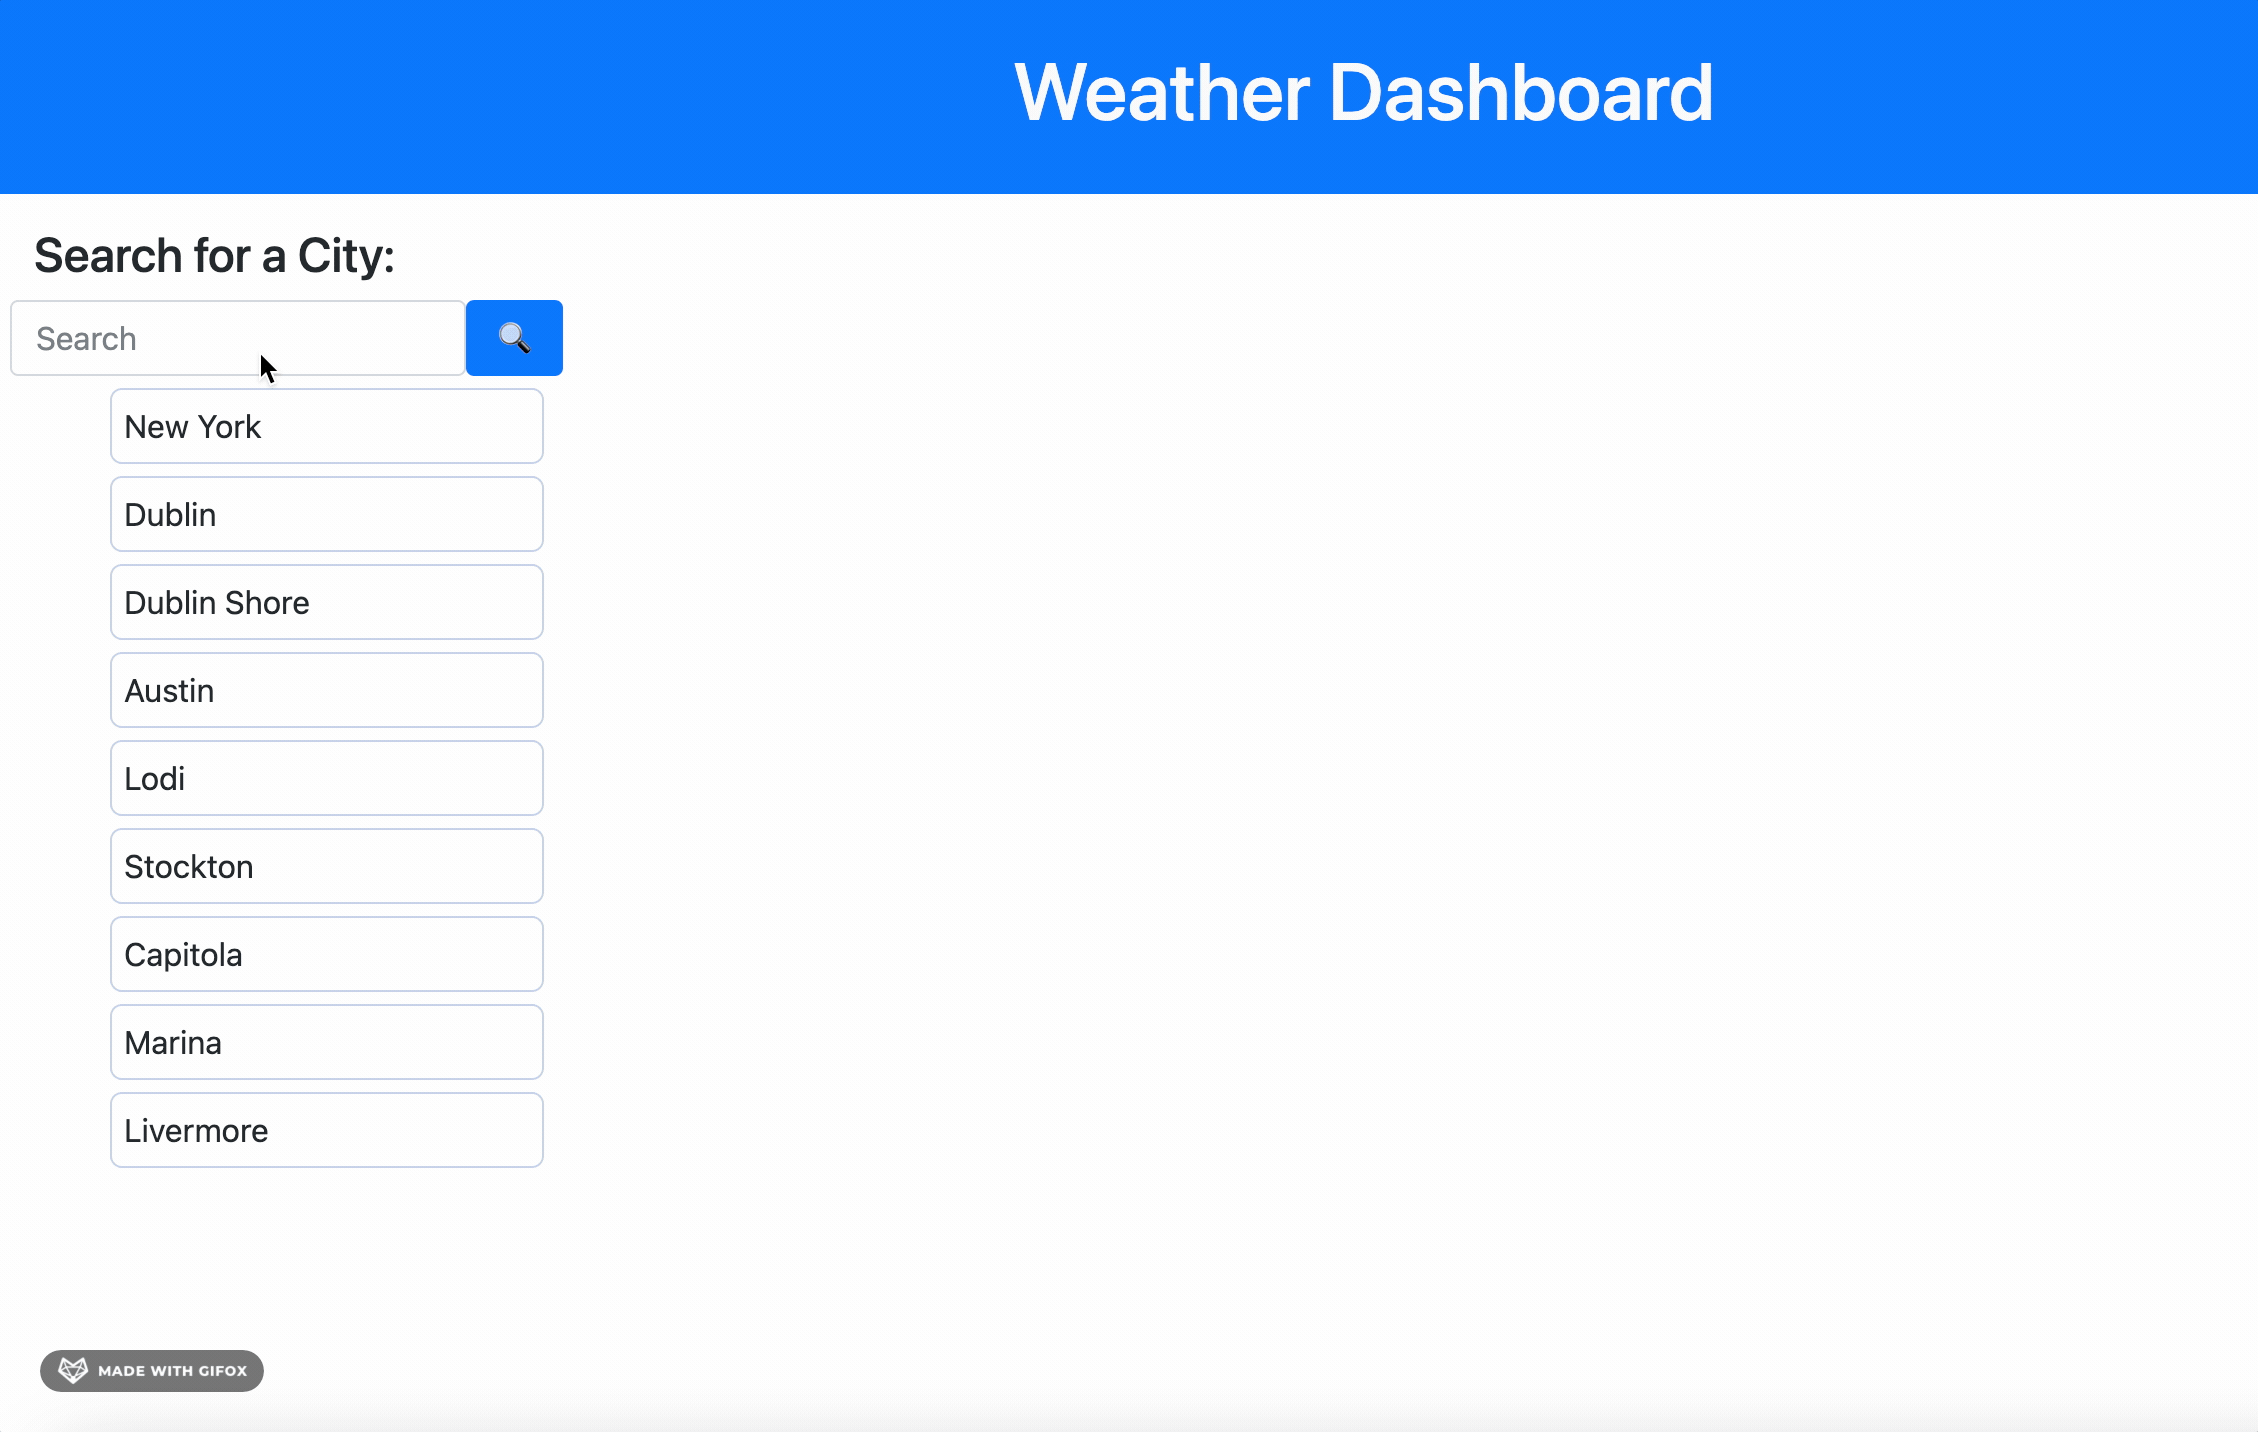 Weather Dashboard
Search for a City:
Search
New York
Dublin
Dublin Shore
Austin
Lodi
Stockton
Capitola
Marina
Livermore
MADE WITH GIFOX